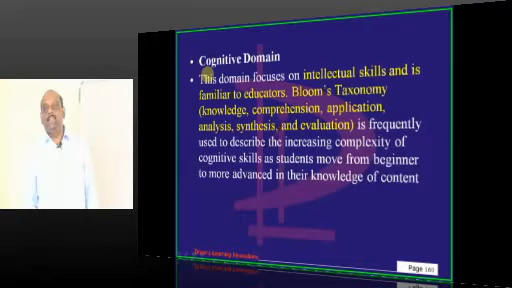 • Cognitive Domain
• This domain focuses on intellectual skills and is
familiar to educators. Bloom's Taxonomy
(knowledge, comprehension, application,
analysis, synthesis, and evaluation) is frequently
used to describe the increasing complexity of
cognitive skills as students move from beginner
to more advanced in their knowledge of content
Learning
Page 160